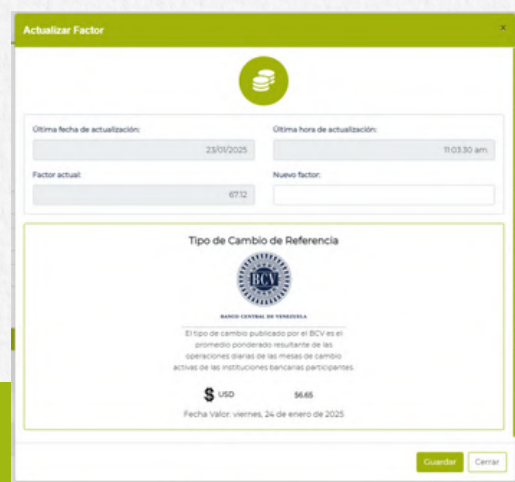 Actualizar Factor ×
Última fecha de actualización: Última hora de actualización:
23/01/2025 11:03:30 am
Factor actual: Nuevo factor:
67.12
Tipo de Cambio de Referencia
BCV
BANCO CENTRAL DE VENEZUELA
El tipo de cambio publicado por el BCV es el
promedio ponderado resultante de las
operaciones diarias de las mesas de cambio
activas de las instituciones bancarias participantes.
$ USD 56.65
Fecha Valor: viernes, 24 de enero de 2025
Guardar Cerrar